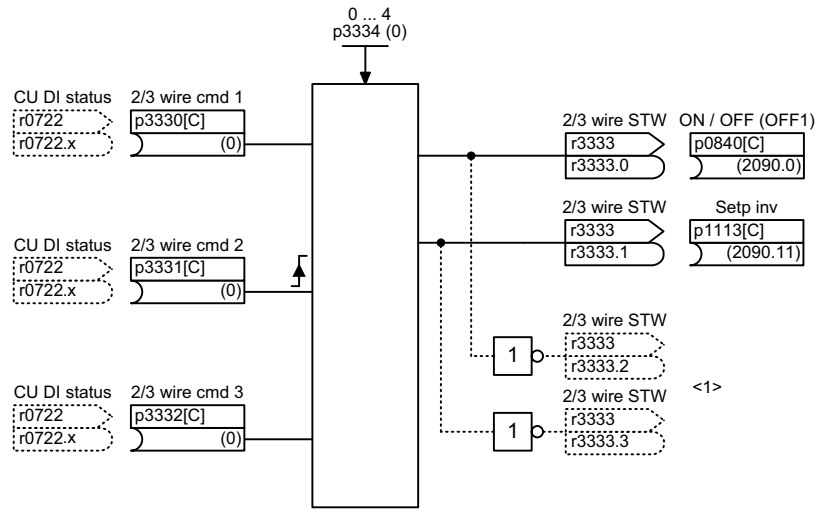 0 ... 4
p3334 (0)
CU DI status 2/3 wire cmd 1
r0722 p3330[C]
r0722.x (0)
2/3 wire STW ON / OFF (OFF1)
r3333 p0840[C]
r3333.0 (2090.0)
2/3 wire STW Setp inv
r3333 p1113[C]
r3333.1 (2090.11)
CU DI status 2/3 wire cmd 2
r0722 p3331[C]
r0722.x (0)
2/3 wire STW
1 r3333
r3333.2
<1>
CU DI status 2/3 wire cmd 3
r0722 p3332[C]
r0722.x (0)
2/3 wire STW
1 r3333
r3333.3